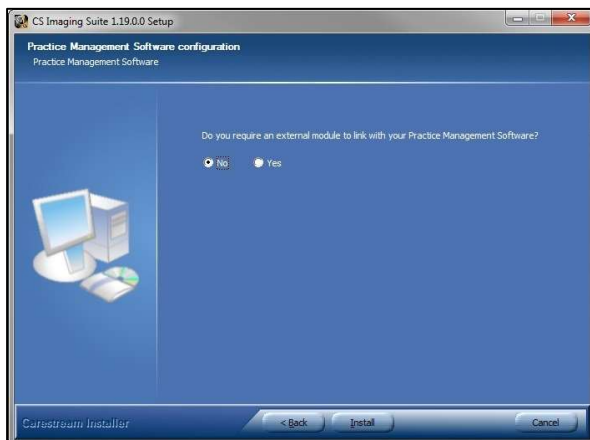 CS Imaging Suite 1.19.0.0 Setup
Practice Management Software configuration
Practice Management Software
Do you require an external module to link with your Practice Management Software?
No Yes
Carestream Installer
< Back Install Cancel